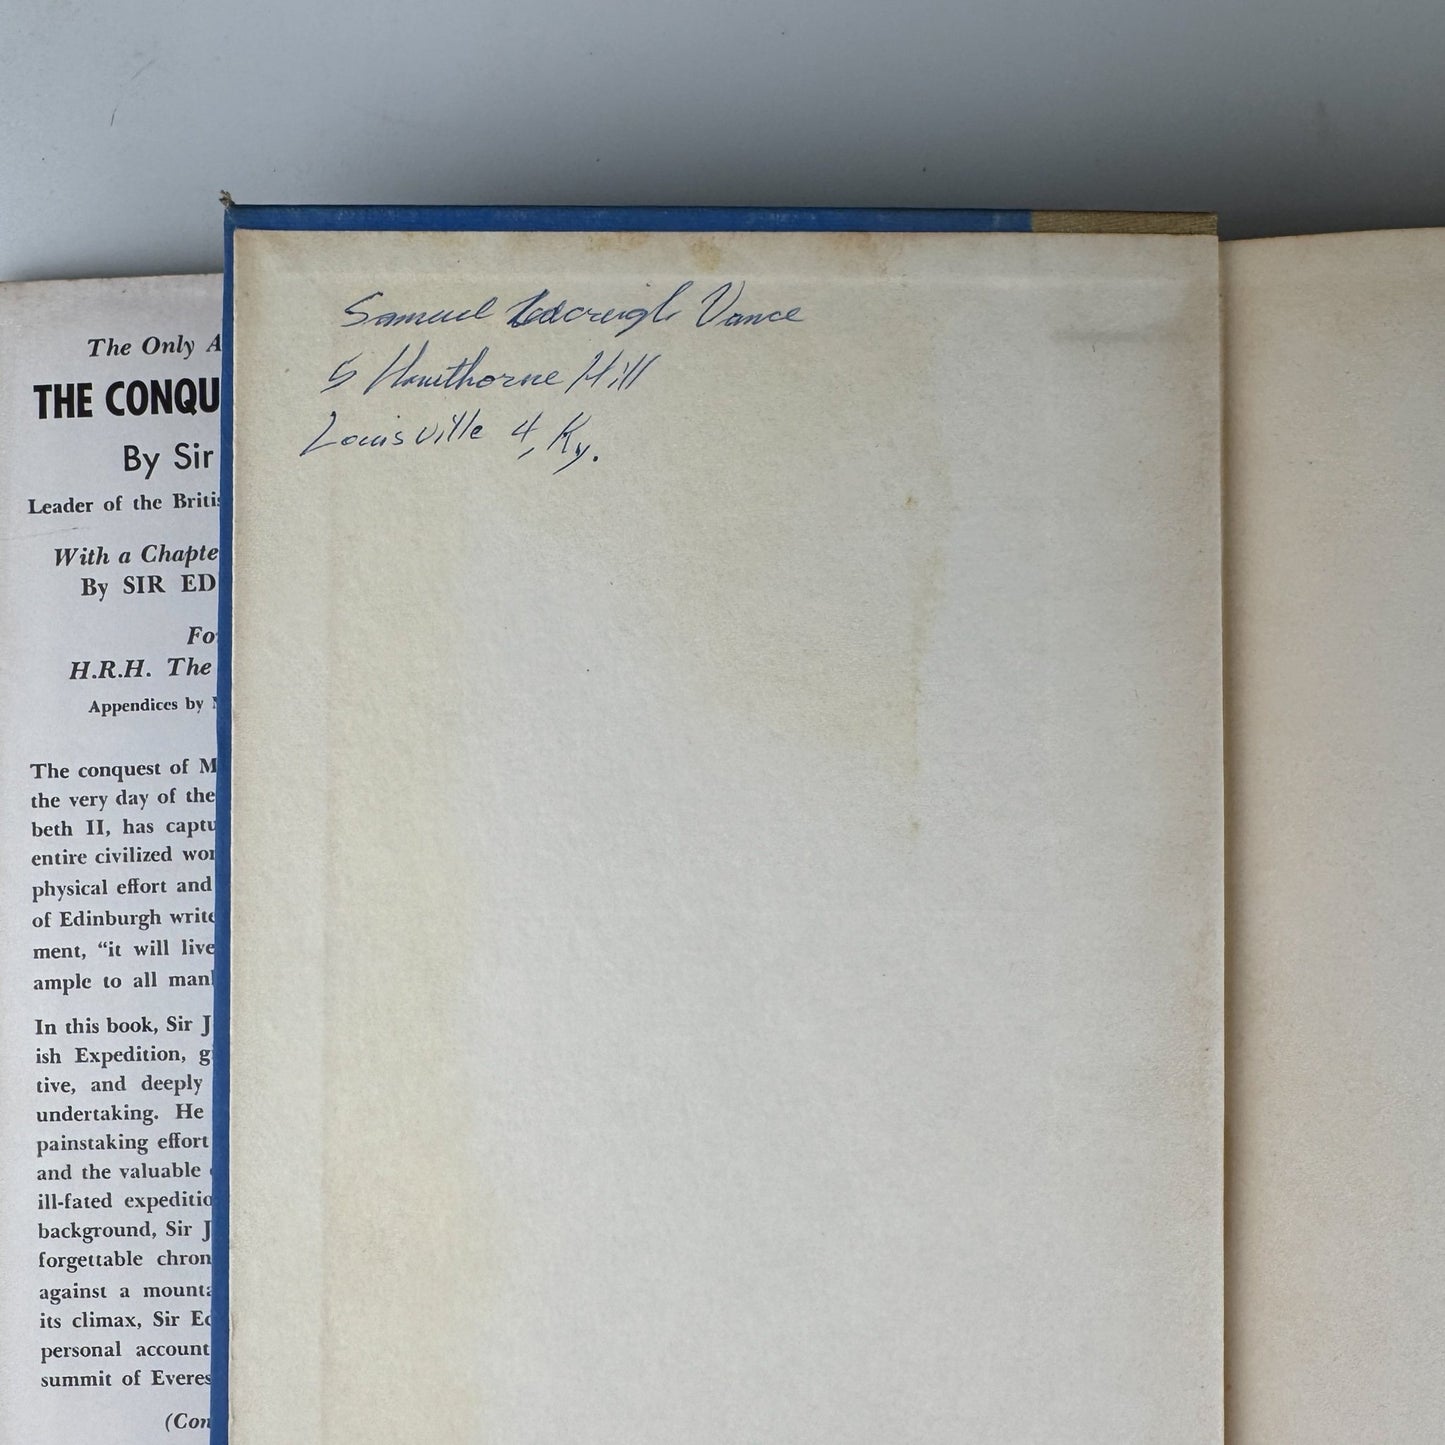 The Only A
THE CONQU
By Sir
Leader of the Britis
With a Chapte
By SIR ED
Fo
H.R.H. The
Appendices by
The conquest of M
the very day of the
beth II, has captu
entire civilized wor
physical effort and
of Edinburgh write
ment, “it will live
ample to all man
In this book, Sir J
ish Expedition, g
tive, and deeply
undertaking. He
painstaking effort
and the valuable
ill-fated expeditio
background, Sir J
forgettable chron
against a mounta
its climax, Sir Ed
personal account
summit of Everes
(Con
Samuel Vance
5 Hawthorne Hill
Louisville 4, Ky.